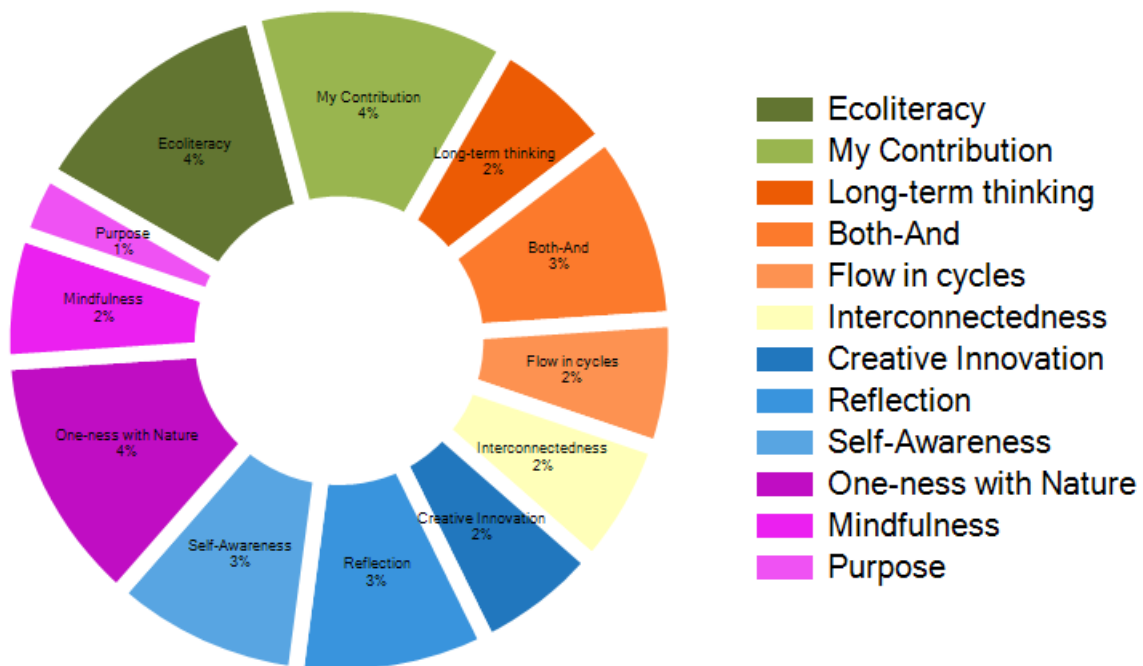 My Contribution
4%
Ecoliteracy
4%
Long-term thinking
2%
Purpose
1%
Both-And
3%
Mindfulness
2%
Flow in cycles
2%
One-ness with Nature
4%
Interconnectedness
2%
Creative Innovation
2%
Self-Awareness
3%
Reflection
3%
Ecoliteracy
My Contribution
Long-term thinking
Both-And
Flow in cycles
Interconnectedness
Creative Innovation
Reflection
Self-Awareness
One-ness with Nature
Mindfulness
Purpose